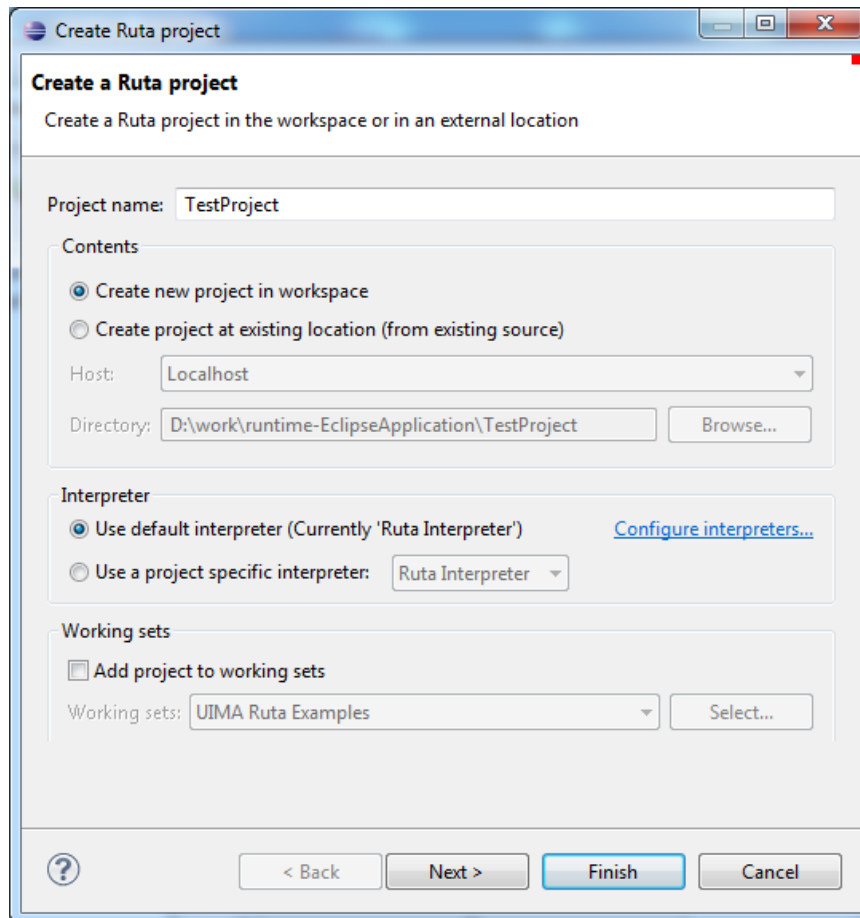 Create Ruta project
Create a Ruta project
Create a Ruta project in the workspace or in an external location
Project name: TestProject
Contents
Create new project in workspace
Create project at existing location (from existing source)
Host: Localhost
Directory: D:\work\runtime-EclipseApplication\TestProject Browse...
Interpreter
Use default interpreter (Currently 'Ruta Interpreter') Configure interpreters...
Use a project specific interpreter: Ruta Interpreter
Working sets
Add project to working sets
Working sets: UIMA Ruta Examples Select...
? < Back Next > Finish Cancel